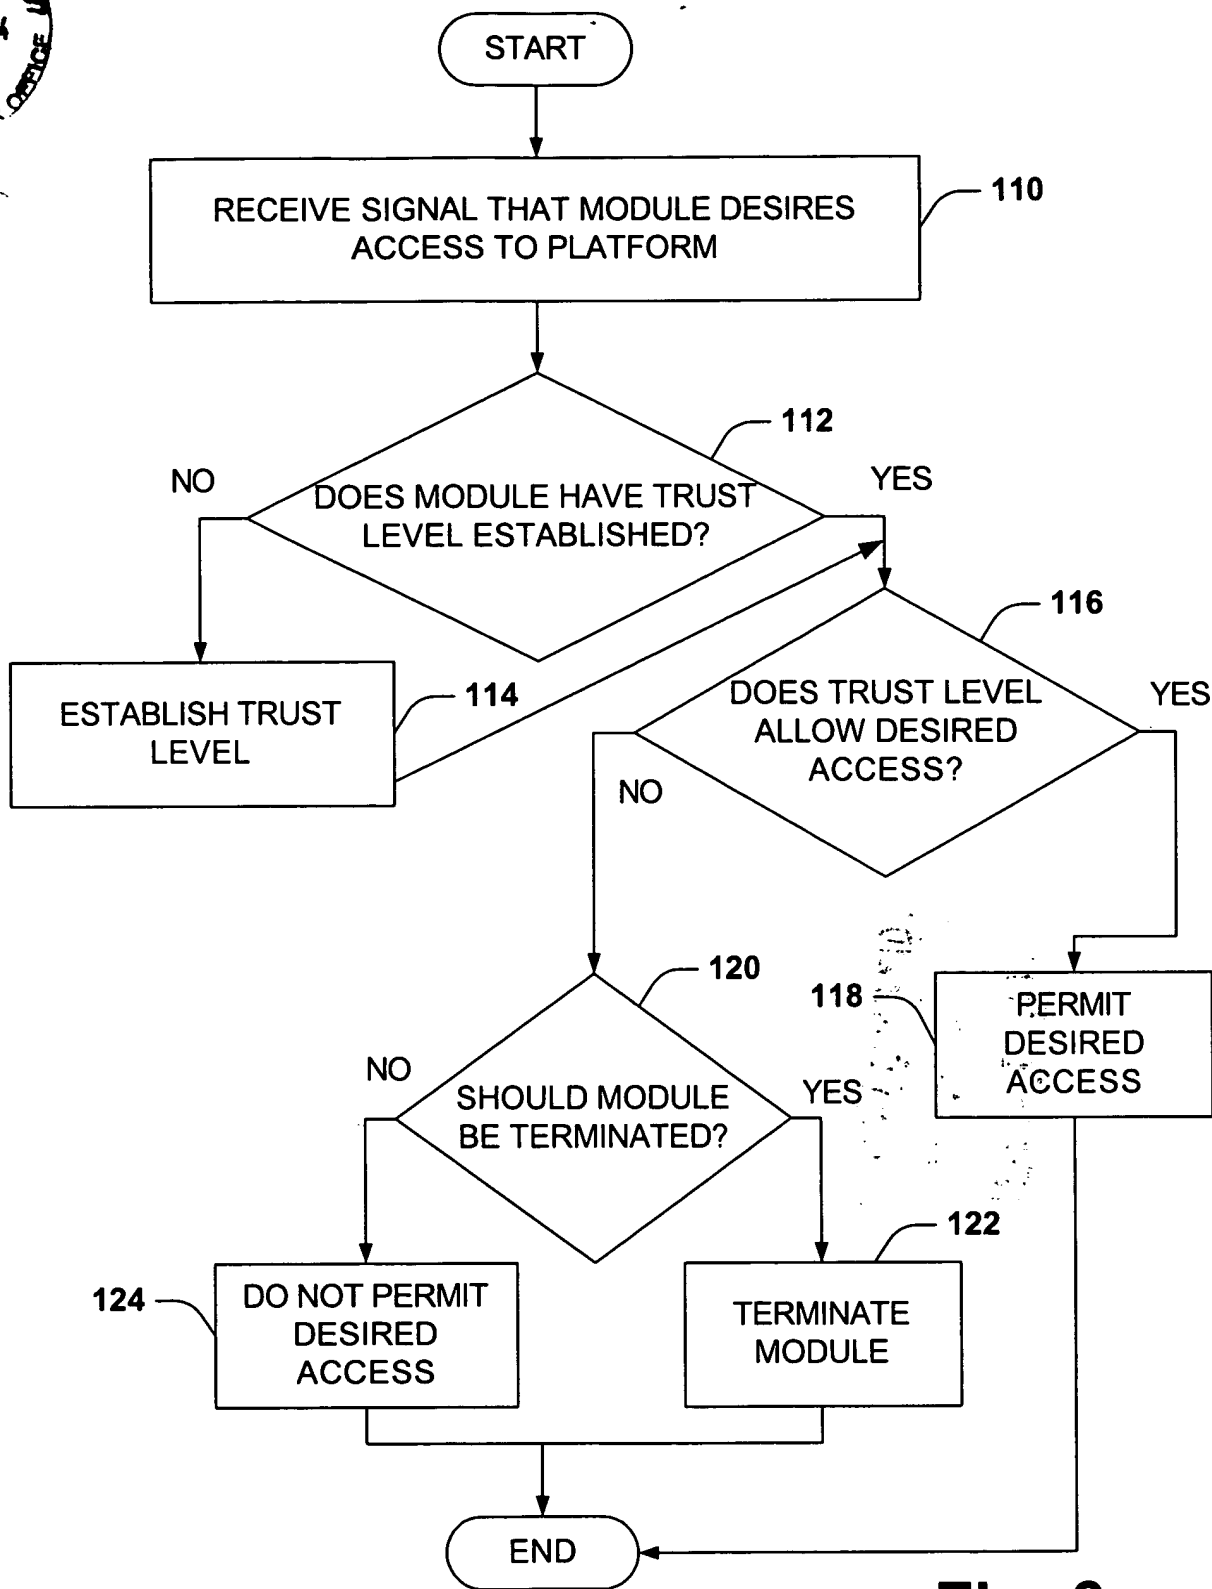 OFFICE
START
RECEIVE SIGNAL THAT MODULE DESIRES
ACCESS TO PLATFORM
110
112
NO
YES
DOES MODULE HAVE TRUST
LEVEL ESTABLISHED?
116
114
ESTABLISH TRUST
LEVEL
DOES TRUST LEVEL
ALLOW DESIRED
ACCESS?
YES
NO
120
118
PERMIT
DESIRED
ACCESS
NO
YES
SHOULD MODULE
BE TERMINATED?
122
124
DO NOT PERMIT
DESIRED
ACCESS
TERMINATE
MODULE
END